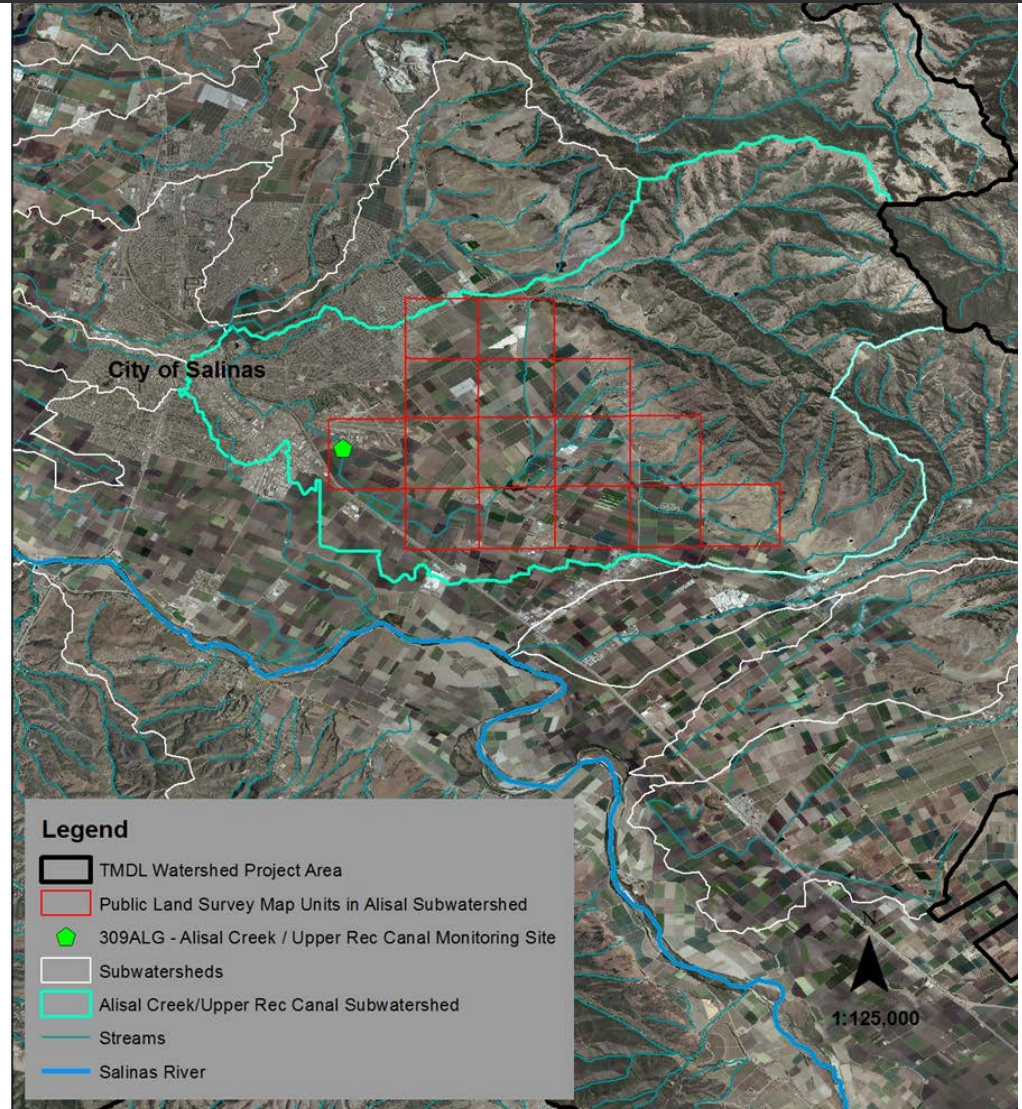 City of Salinas
Legend
TMDL Watershed Project Area
Public Land Survey Map Units in Alisal Subwatershed
309ALG - Alisal Creek / Upper Rec Canal Monitoring Site
Subwatersheds
Alisal Creek/Upper Rec Canal Subwatershed
Streams
Salinas River
N
1:125,000